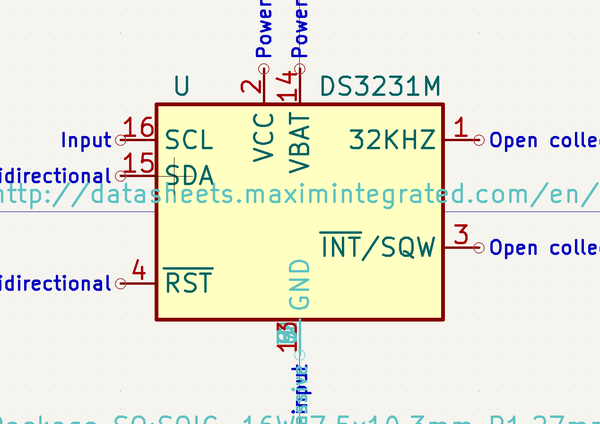 Power
Power
2
14
U
DS3231M
VCC
VBAT
Input
16
SCL
32KHZ
1
Open collec
idirectional
15
SDA
http://datasheets.maximintegrated.com/en/
INT/SQW
3
Open collec
idirectional
4
RST
GND
13
input
Package_SO:SOIC-16W_7.5x10.3mm_P1.27mm